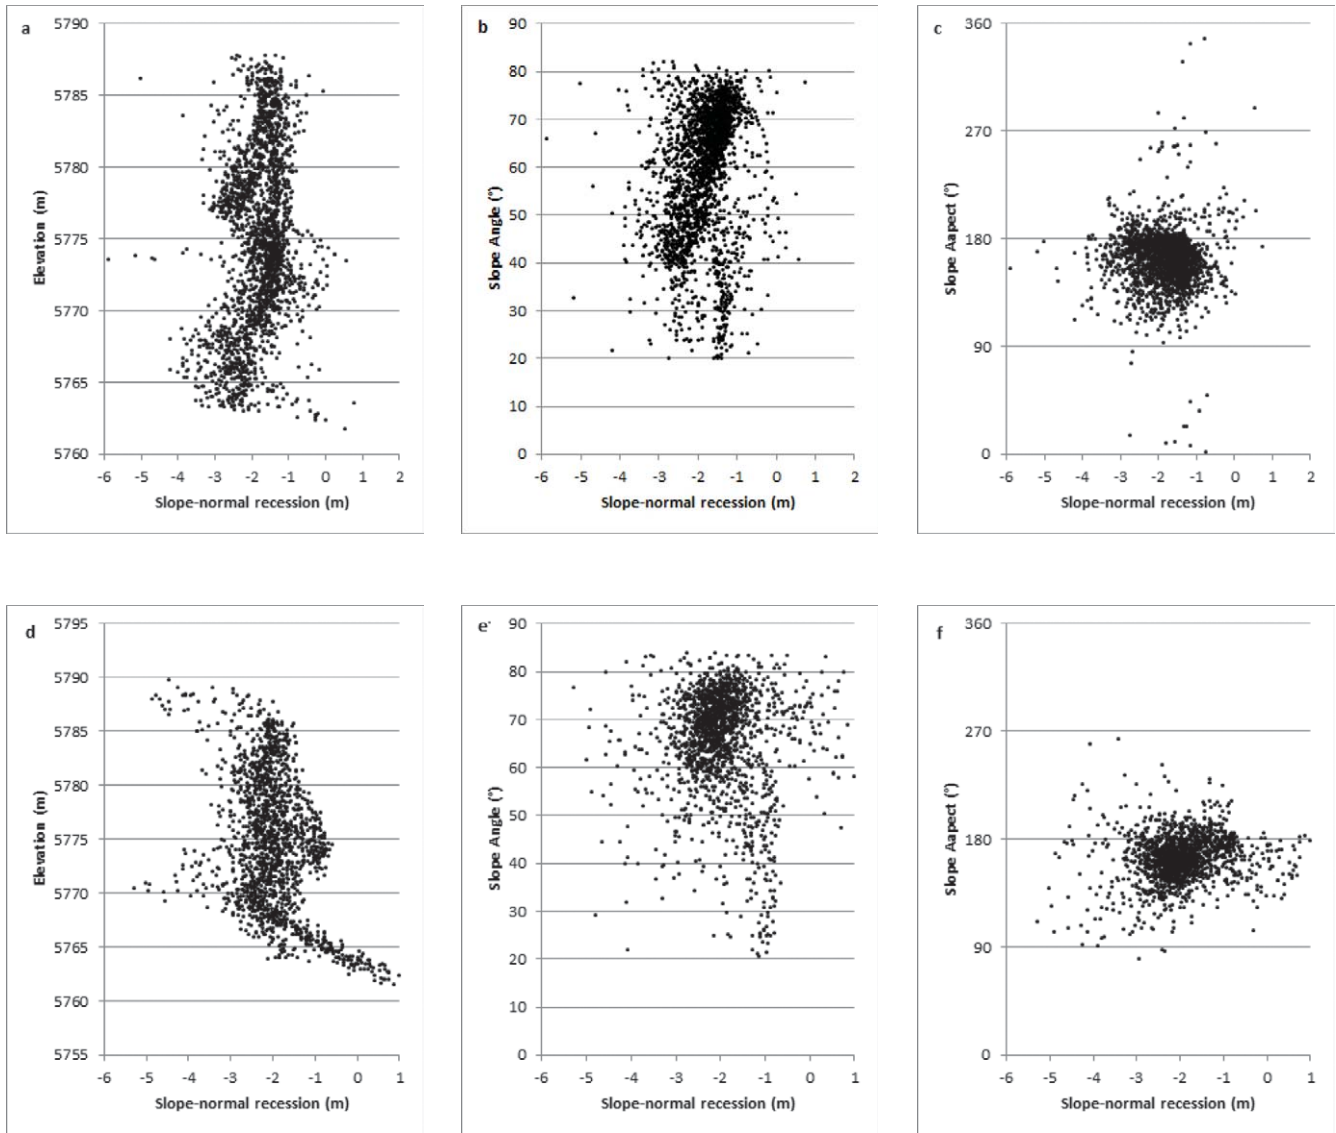 a
5790
5785
5780
5775
5770
5765
5760
Elevation (m)
-6 -5 -4 -3 -2 -1 0 1 2
Slope-normal recession (m)
b
90
80
70
60
50
40
30
20
10
0
Slope Angle (°)
-6 -5 -4 -3 -2 -1 0 1 2
Slope-normal recession (m)
c
360
270
180
90
0
Slope Aapect (°)
-6 -5 -4 -3 -2 -1 0 1 2
Slope-normal recession (m)
d
5795
5790
5785
5780
5775
5770
5765
5760
5755
Elevation (m)
-6 -5 -4 -3 -2 -1 0 1
Slope-normal recession (m)
e
90
80
70
60
50
40
30
20
10
0
Slope Angle (°)
-6 -5 -4 -3 -2 -1 0 1
Slope-normal recession (m)
f
360
270
180
90
0
Slope Aapect (°)
-6 -5 -4 -3 -2 -1 0 1
Slope-normal recession (m)